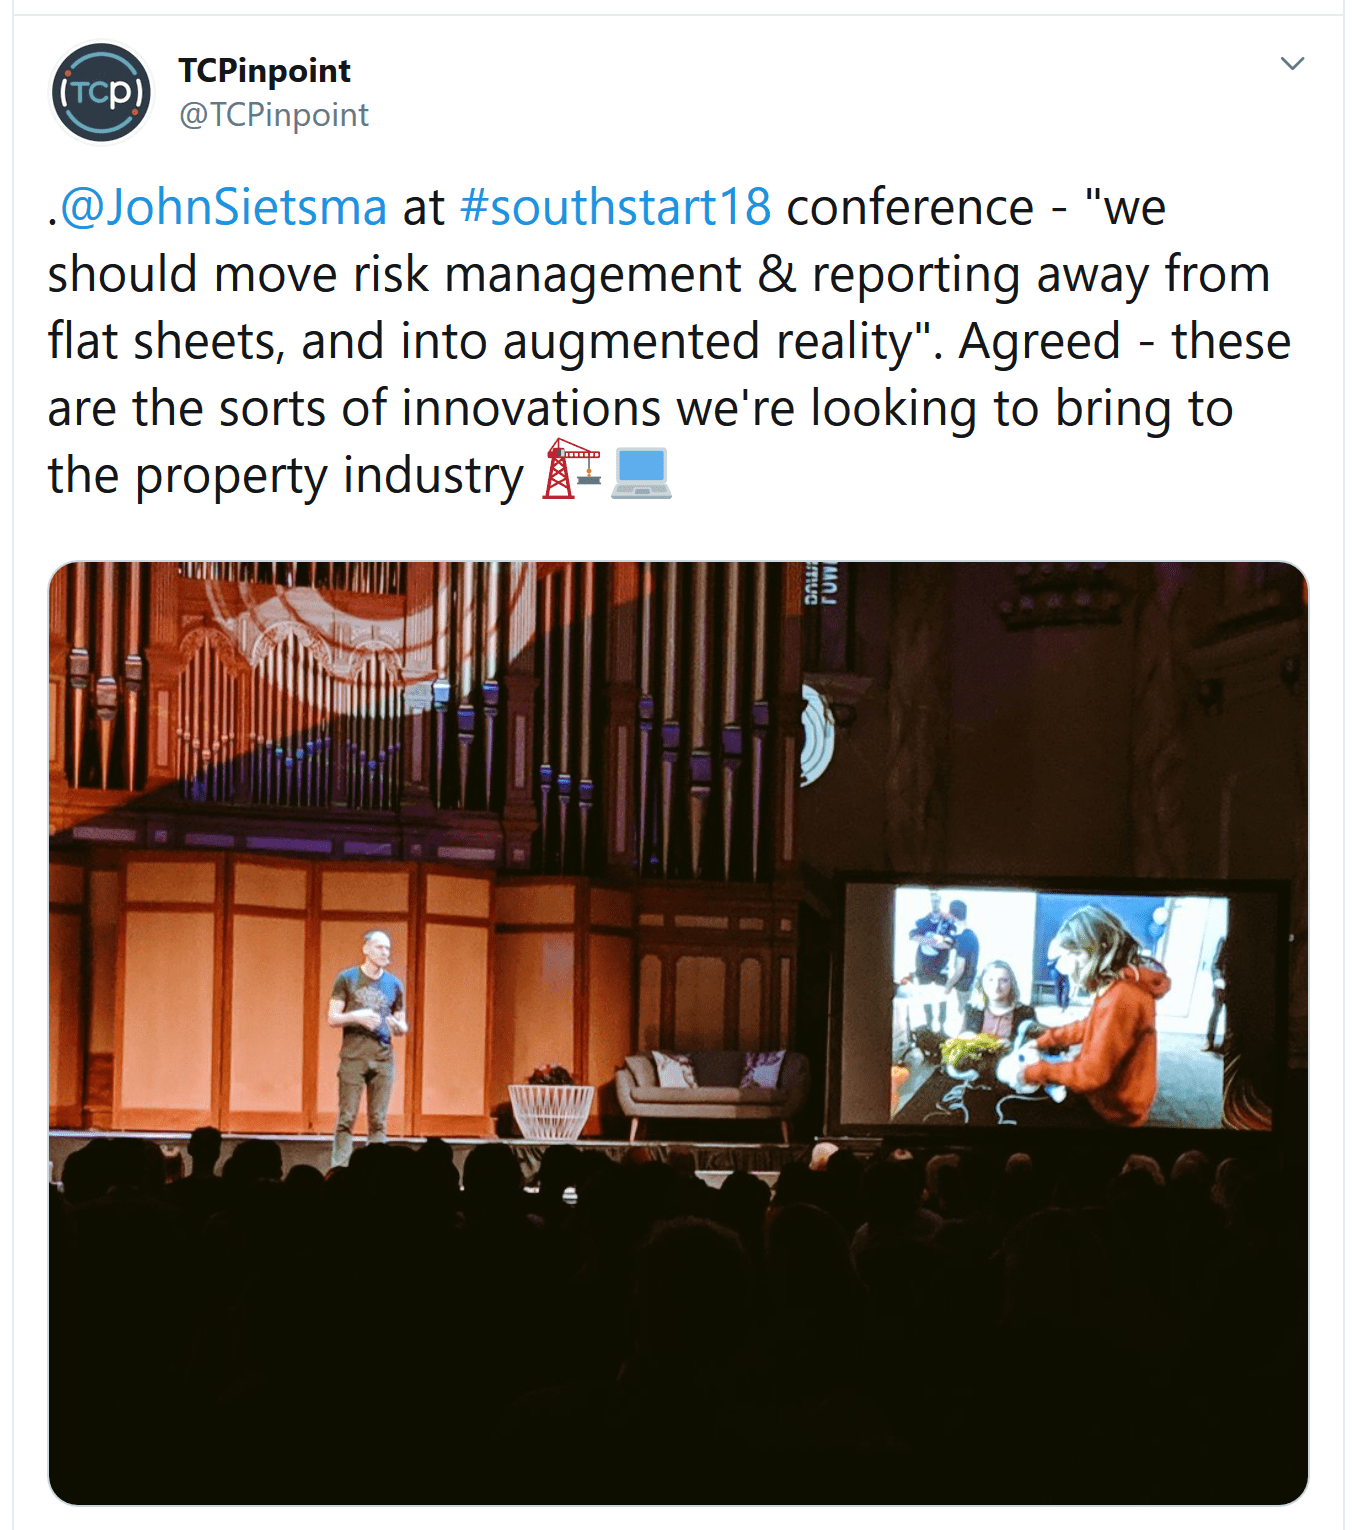 (TCp)
TCPinpoint
@TCPinpoint
.@JohnSietsma at #southstart18 conference - "we
should move risk management & reporting away from
flat sheets, and into augmented reality". Agreed - these
are the sorts of innovations we're looking to bring to
the property industry 🏗💻